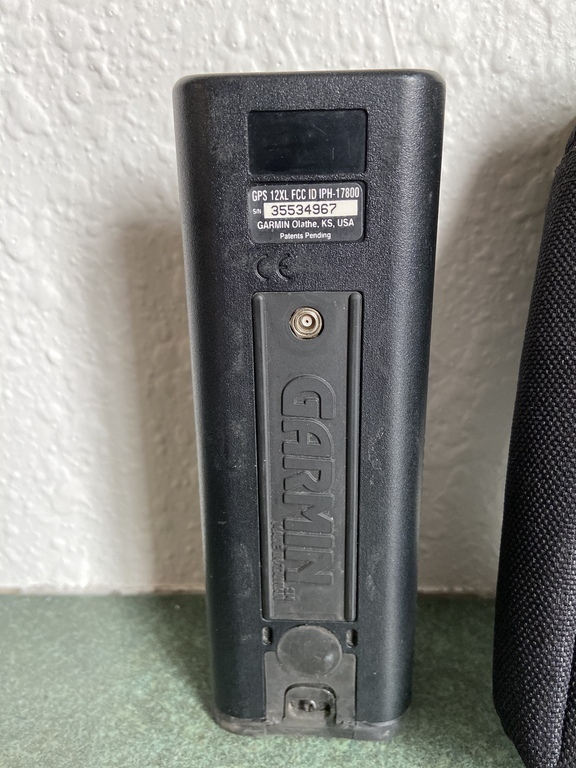 GPS 12XL FCC ID IPH-17800
S/N 35534967
GARMIN Olathe, KS, USA
Patents Pending
CE
GARMIN